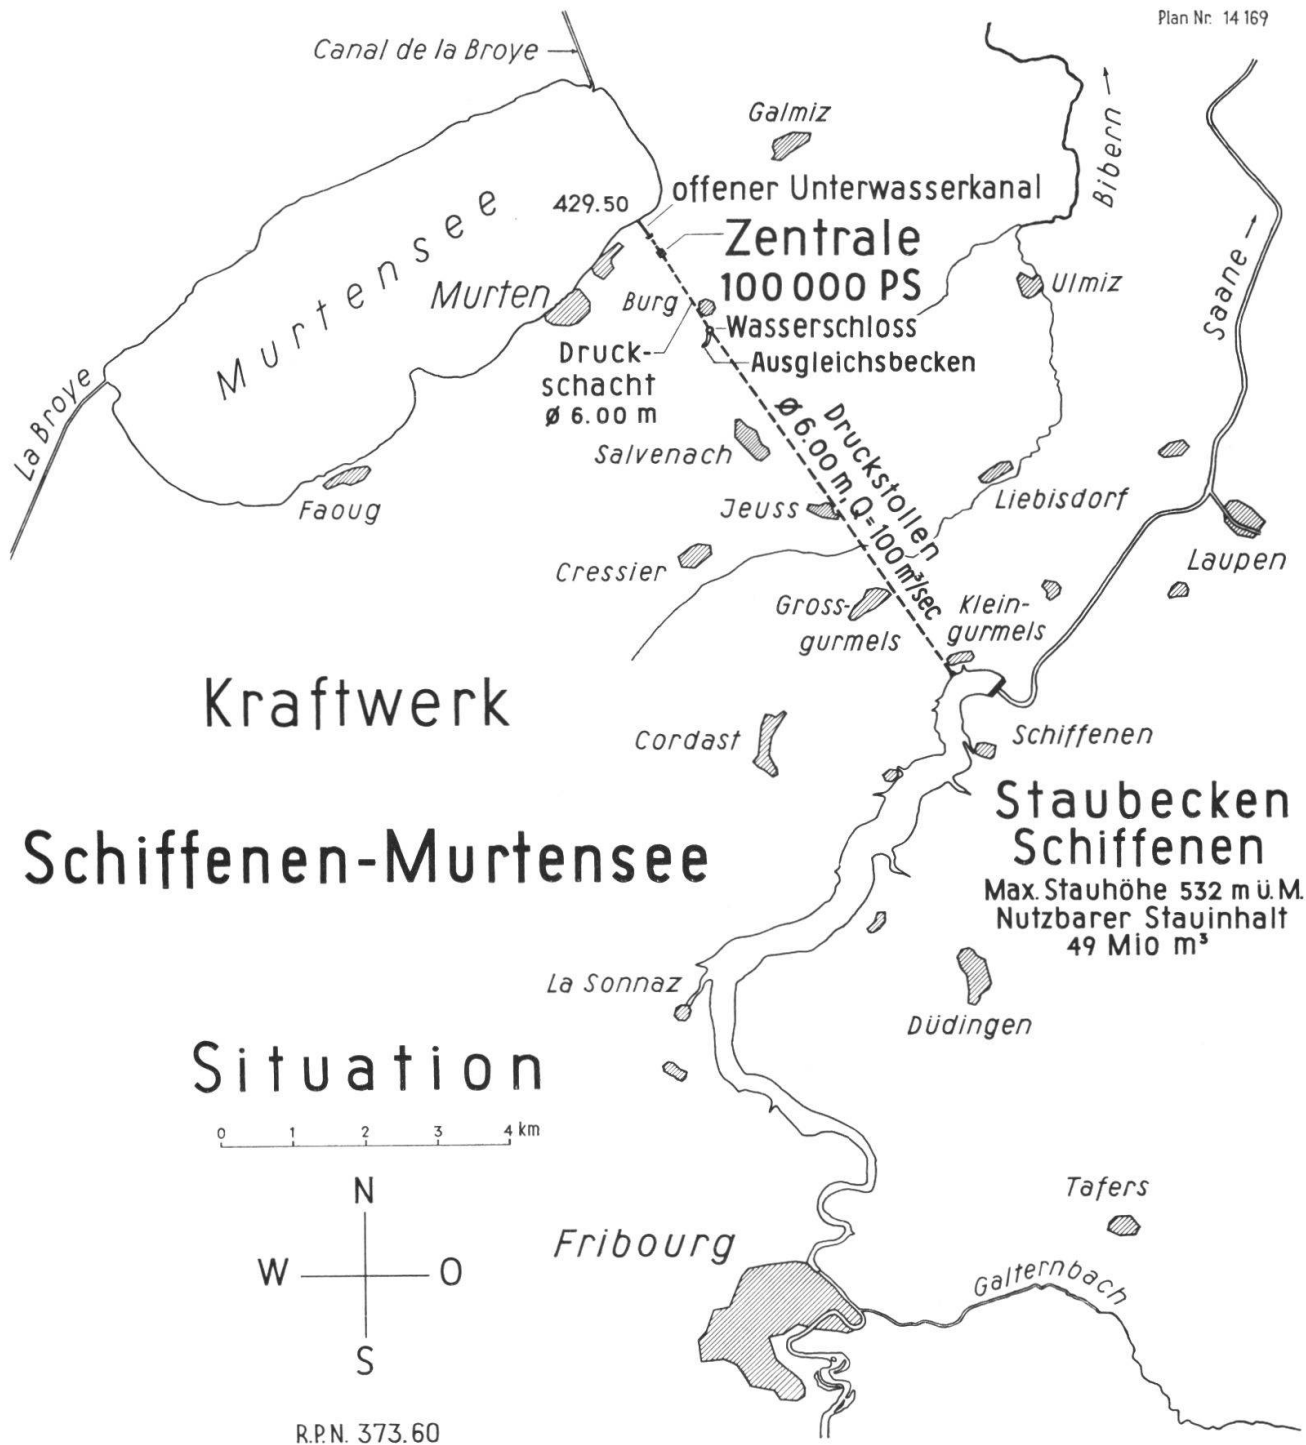 Plan Nr. 14 169
Canal de la Broye
Galmiz
Bibern
offener Unterwasserkanal
429.50
Murtensee
Zentrale
100 000 PS
Murten
Burg
Ulmiz
Saane
Wasserschloss
Ausgleichsbecken
Druck-
schacht
ø 6.00 m
La Broye
Druckstollen
ø 6.00 m, Q=100 m³/sec
Salvenach
Faoug
Jeuss
Liebisdorf
Laupen
Cressier
Gross-
gurmels
Klein-
gurmels
Kraftwerk
Cordast
Schiffenen
Staubecken
Schiffenen
Max. Stauhöhe 532 m ü. M.
Nutzbarer Stauinhalt
49 Mio m³
Schiffenen-Murtensee
La Sonnaz
Düdingen
Situation
0 1 2 3 4 km
N
W O
S
Tafers
Fribourg
Galternbach
R.P.N. 373.60